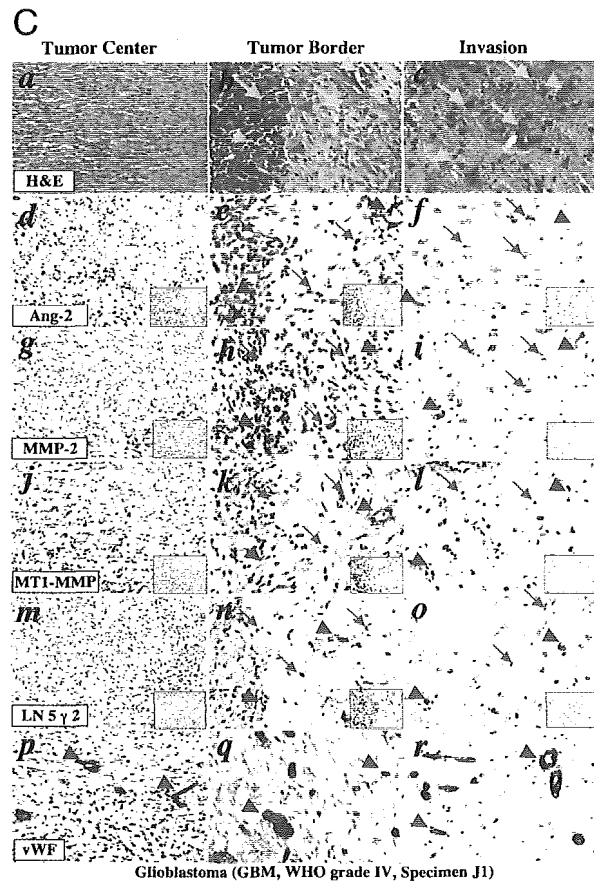 C
Tumor Center Tumor Border Invasion
a b c
H&E
d e f
Ang-2
g h i
MMP-2
j k l
MT1-MMP
m n o
LN 5 γ 2
p q r
vWF
Glioblastoma (GBM, WHO grade IV, Specimen J1)